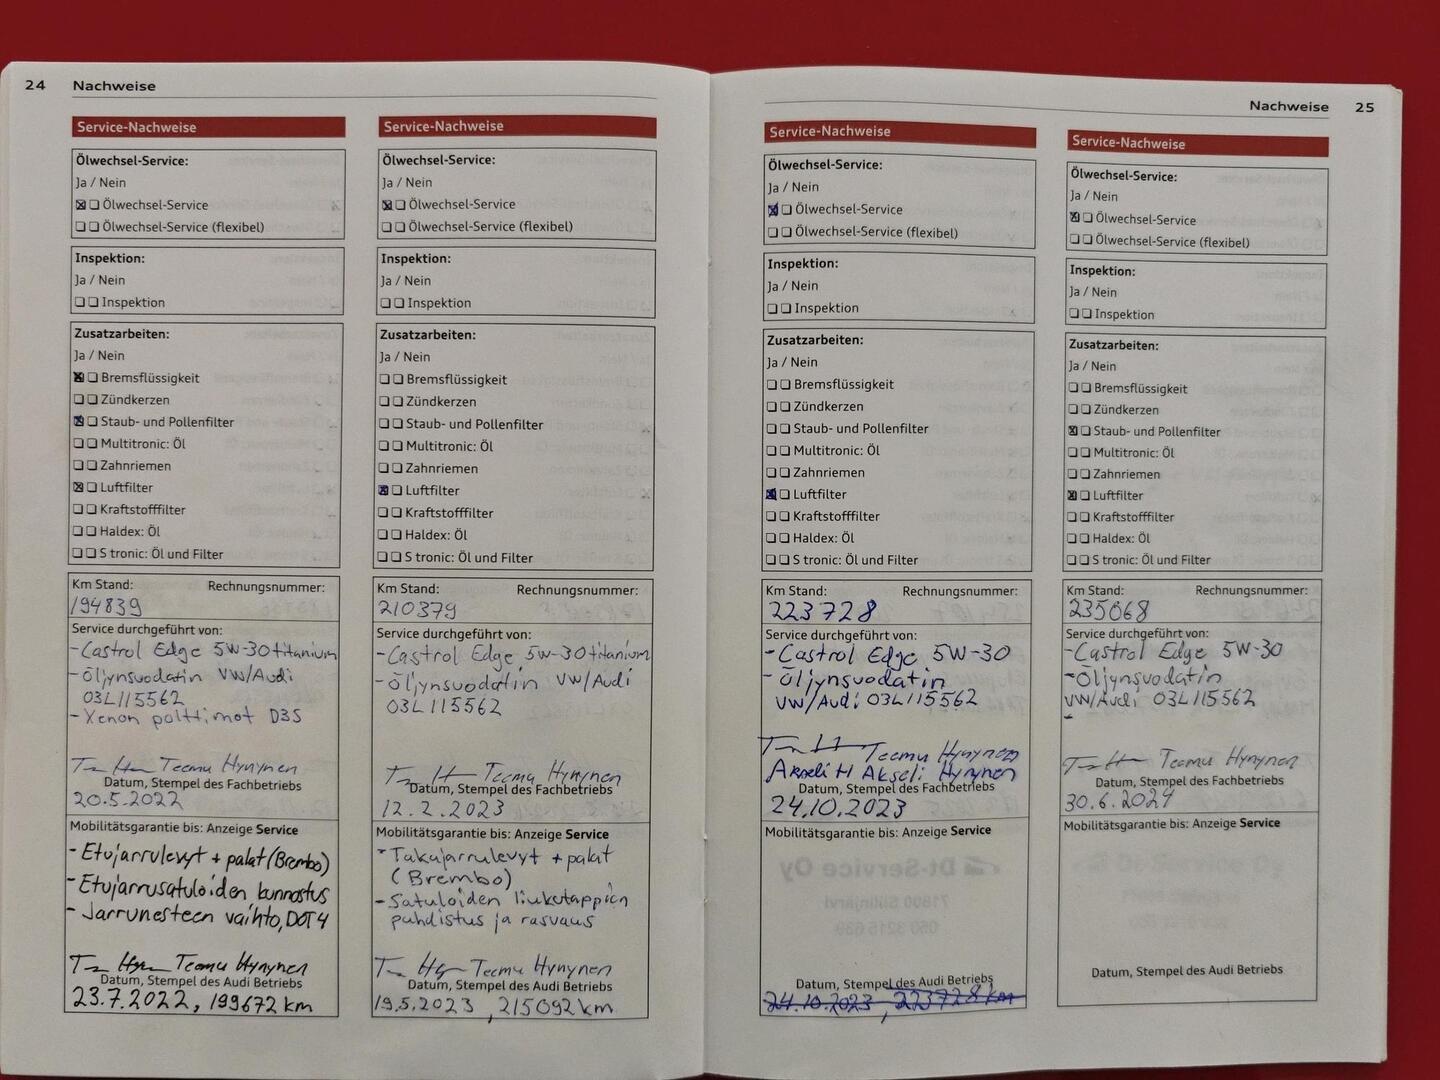 24 Nachweise
Service-Nachweise
Ölwechsel-Service:
Ja / Nein
Ölwechsel-Service
Ölwechsel-Service (flexibel)
Inspektion:
Ja / Nein
Inspektion
Zusatzarbeiten:
Ja / Nein
Bremsflüssigkeit
Zündkerzen
Staub- und Pollenfilter
Multitronic: Öl
Zahnriemen
Luftfilter
Kraftstofffilter
Haldex: Öl
S tronic: Öl und Filter
Km Stand: Rechnungsnummer:
194839
Service durchgeführt von:
-Castrol Edge 5W-30 titanium
-Öljynsuodatin VW/Audi
03L115562
-Xenon polttimot D3S
Teemu Hynynen
Datum, Stempel des Fachbetriebs
20.5.2022
Mobilitätsgarantie bis: Anzeige Service
-Etujarrulevyt + palat (Brembo)
-Etujarrusatuloiden kunnostus
-Jarrunesteen vaihto, DOT4
Teemu Hynynen
Datum, Stempel des Audi Betriebs
23.7.2022, 199672 km
Service-Nachweise
Ölwechsel-Service:
Ja / Nein
Ölwechsel-Service
Ölwechsel-Service (flexibel)
Inspektion:
Ja / Nein
Inspektion
Zusatzarbeiten:
Ja / Nein
Bremsflüssigkeit
Zündkerzen
Staub- und Pollenfilter
Multitronic: Öl
Zahnriemen
Luftfilter
Kraftstofffilter
Haldex: Öl
S tronic: Öl und Filter
Km Stand: Rechnungsnummer:
210379
Service durchgeführt von:
-Castrol Edge 5W-30 titanium
-Öljynsuodatin VW/Audi
03L115562
Teemu Hynynen
Datum, Stempel des Fachbetriebs
12.2.2023
Mobilitätsgarantie bis: Anzeige Service
-Takajarrulevyt + palat
(Brembo)
-Satuloiden liukutappien
puhdistus ja rasvaus
Teemu Hynynen
Datum, Stempel des Audi Betriebs
19.5.2023, 215092 km
Nachweise 25
Service-Nachweise
Ölwechsel-Service:
Ja / Nein
Ölwechsel-Service
Ölwechsel-Service (flexibel)
Inspektion:
Ja / Nein
Inspektion
Zusatzarbeiten:
Ja / Nein
Bremsflüssigkeit
Zündkerzen
Staub- und Pollenfilter
Multitronic: Öl
Zahnriemen
Luftfilter
Kraftstofffilter
Haldex: Öl
S tronic: Öl und Filter
Km Stand: Rechnungsnummer:
223728
Service durchgeführt von:
-Castrol Edge 5W-30
-Öljynsuodatin
VW/Audi 03L115562
Teemu Hynynen
Akseli H Akseli Hynynen
Datum, Stempel des Fachbetriebs
24.10.2023
Mobilitätsgarantie bis: Anzeige Service
Datum, Stempel des Audi Betriebs
24.10.2023, 223728 km
Service-Nachweise
Ölwechsel-Service:
Ja / Nein
Ölwechsel-Service
Ölwechsel-Service (flexibel)
Inspektion:
Ja / Nein
Inspektion
Zusatzarbeiten:
Ja / Nein
Bremsflüssigkeit
Zündkerzen
Staub- und Pollenfilter
Multitronic: Öl
Zahnriemen
Luftfilter
Kraftstofffilter
Haldex: Öl
S tronic: Öl und Filter
Km Stand: Rechnungsnummer:
235068
Service durchgeführt von:
-Castrol Edge 5W-30
-Öljynsuodatin
VW/Audi 03L115562
-
Teemu Hynynen
Datum, Stempel des Fachbetriebs
30.6.2024
Mobilitätsgarantie bis: Anzeige Service
Datum, Stempel des Audi Betriebs